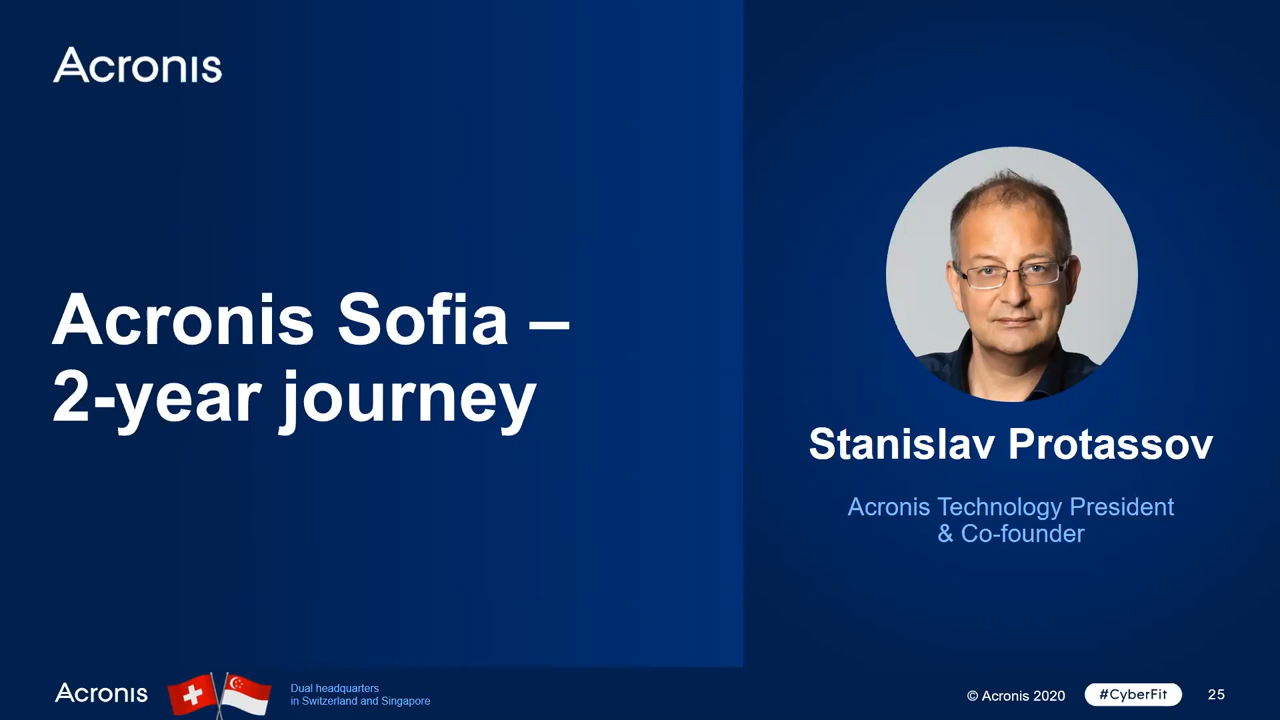 Acronis
Acronis Sofia –
2-year journey
Stanislav Protassov
Acronis Technology President
& Co-founder
Acronis
Dual headquarters
in Switzerland and Singapore
© Acronis 2020
#CyberFit
25